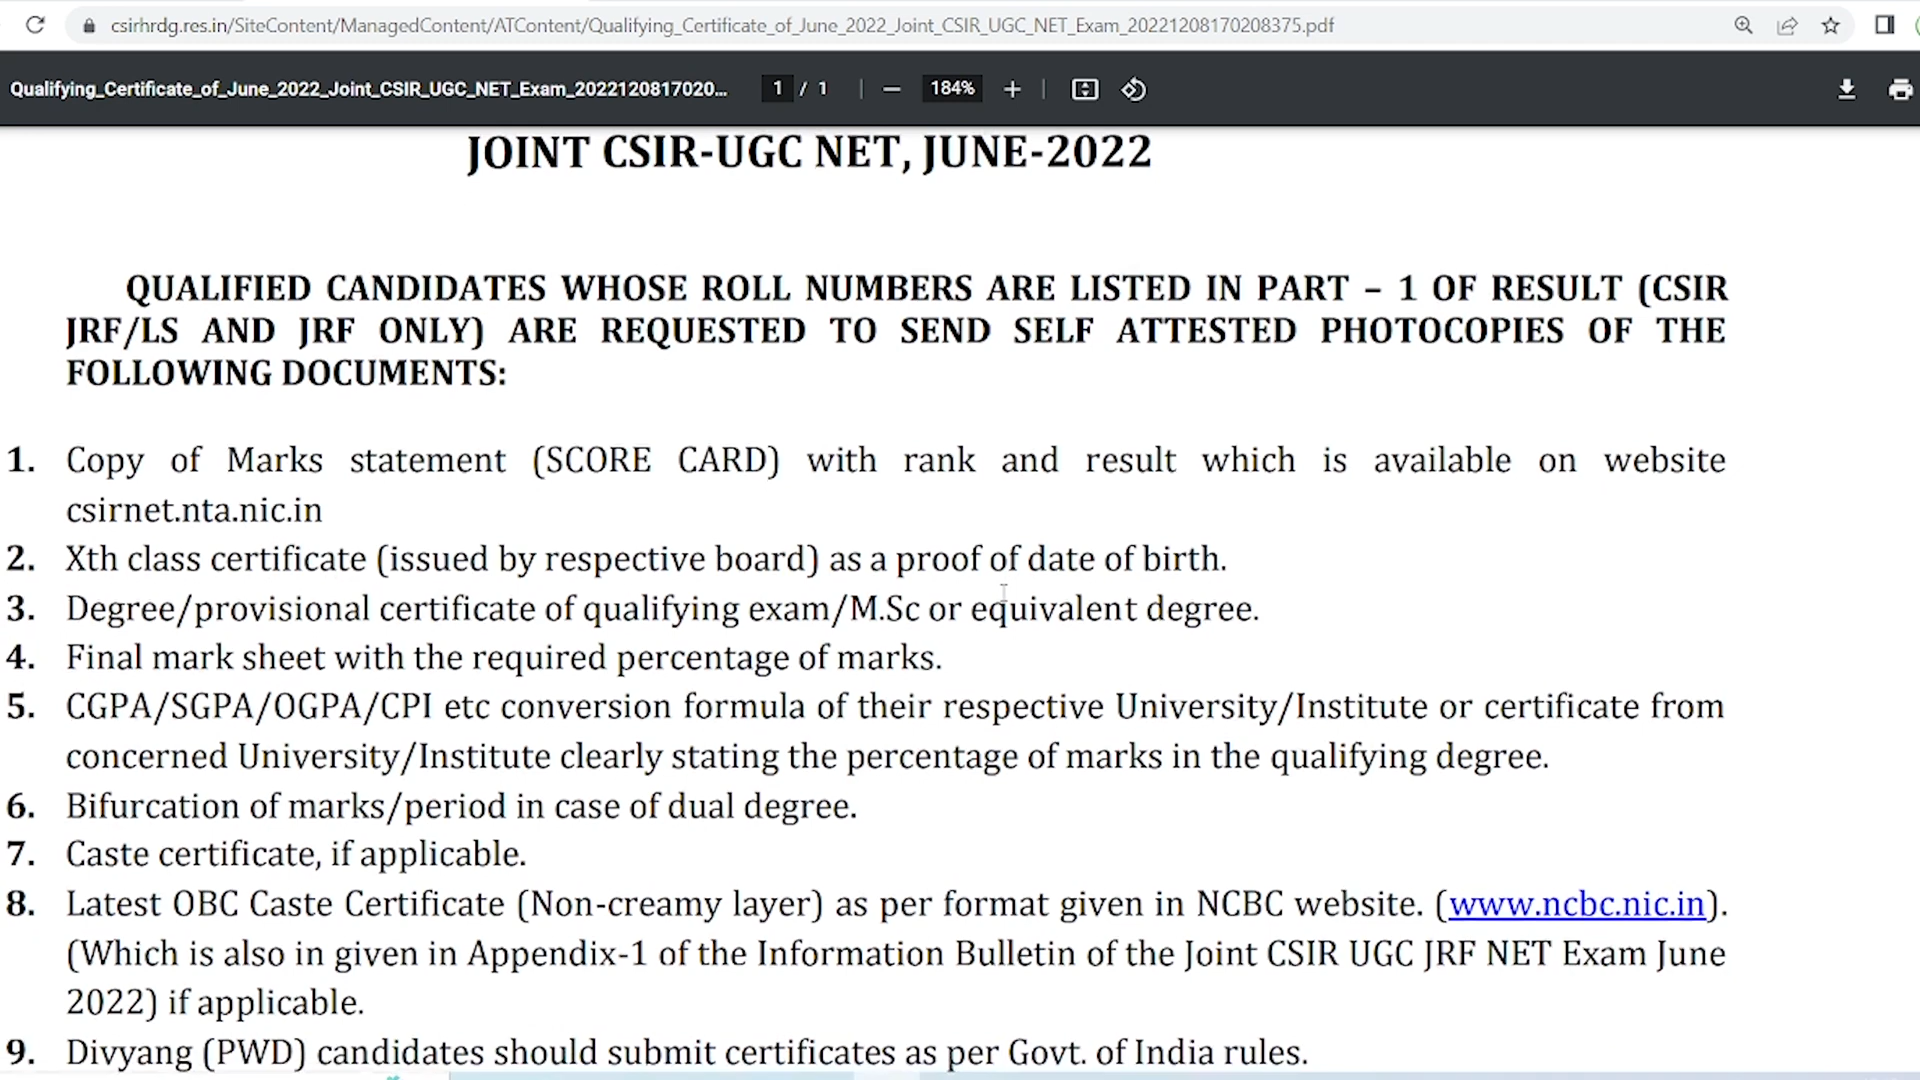 csirhrdg.res.in/SiteContent/ManagedContent/ATContent/Qualifying_Certificate_of_June_2022_Joint_CSIR_UGC_NET_Exam_20221208170208375.pdf
Qualifying_Certificate_of_June_2022_Joint_CSIR_UGC_NET_Exam_2022120817020... 1 / 1 184%
JOINT CSIR-UGC NET, JUNE-2022
QUALIFIED CANDIDATES WHOSE ROLL NUMBERS ARE LISTED IN PART – 1 OF RESULT (CSIR
JRF/LS AND JRF ONLY) ARE REQUESTED TO SEND SELF ATTESTED PHOTOCOPIES OF THE
FOLLOWING DOCUMENTS:
1. Copy of Marks statement (SCORE CARD) with rank and result which is available on website
csirnet.nta.nic.in
2. Xth class certificate (issued by respective board) as a proof of date of birth.
3. Degree/provisional certificate of qualifying exam/M.Sc or equivalent degree.
4. Final mark sheet with the required percentage of marks.
5. CGPA/SGPA/OGPA/CPI etc conversion formula of their respective University/Institute or certificate from
concerned University/Institute clearly stating the percentage of marks in the qualifying degree.
6. Bifurcation of marks/period in case of dual degree.
7. Caste certificate, if applicable.
8. Latest OBC Caste Certificate (Non-creamy layer) as per format given in NCBC website. (www.ncbc.nic.in).
(Which is also in given in Appendix-1 of the Information Bulletin of the Joint CSIR UGC JRF NET Exam June
2022) if applicable.
9. Divyang (PWD) candidates should submit certificates as per Govt. of India rules.